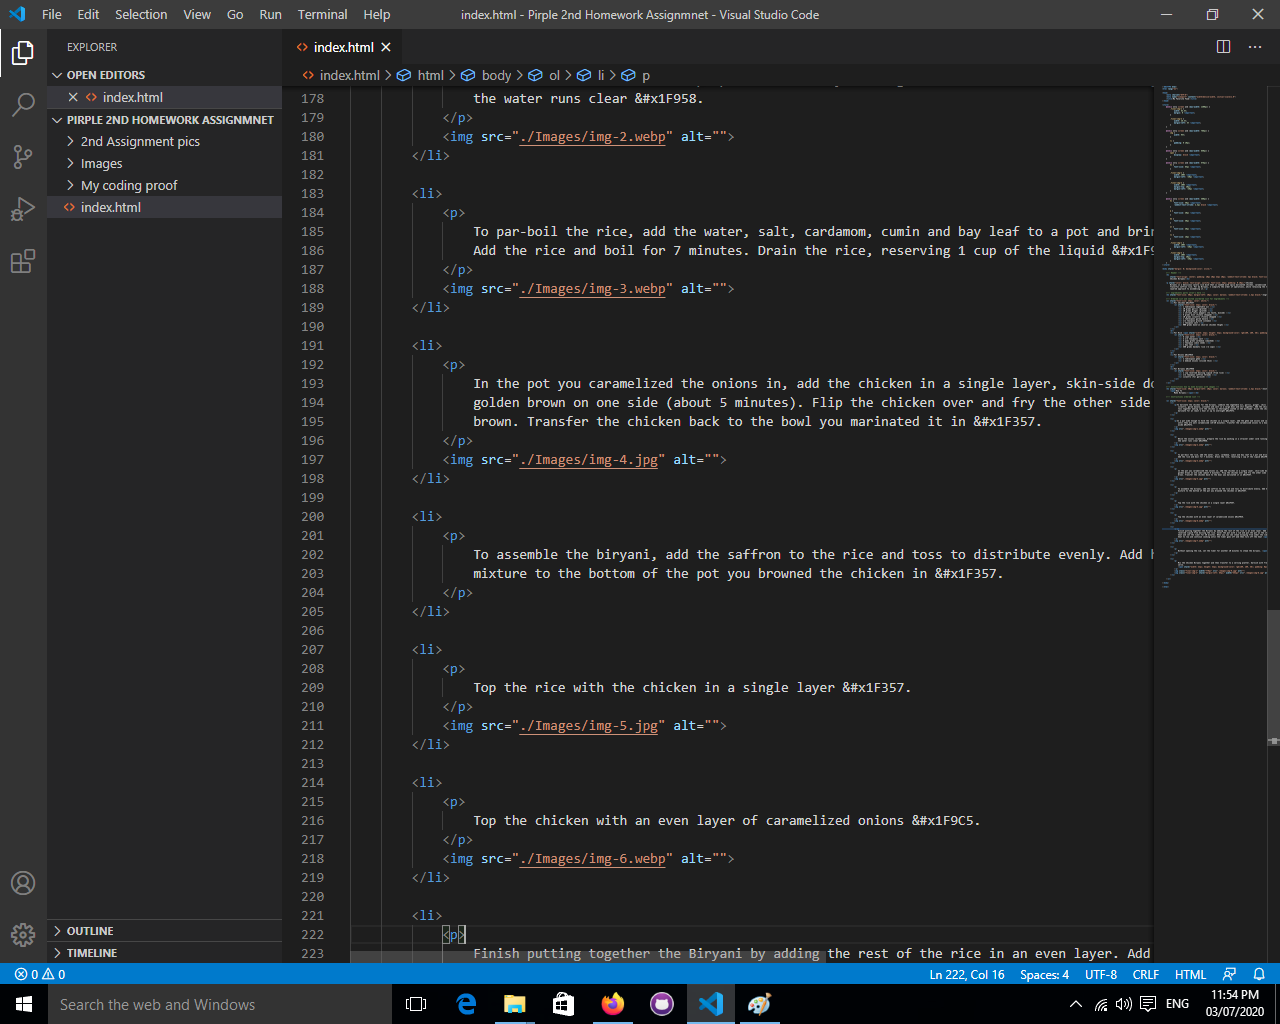 File Edit Selection View Go Run Terminal Help index.html - Pirple 2nd Homework Assignmnet - Visual Studio Code
EXPLORER
OPEN EDITORS
index.html
PIRPLE 2ND HOMEWORK ASSIGNMNET
2nd Assignment pics
Images
My coding proof
index.html
OUTLINE
TIMELINE
index.html
index.html > html > body > ol > li > p
178 the water runs clear &#x1F958.
179 </p>
180 <img src="./Images/img-2.webp" alt="">
181 </li>
182
183 <li>
184 <p>
185 To par-boil the rice, add the water, salt, cardamom, cumin and bay leaf to a pot and brin
186 Add the rice and boil for 7 minutes. Drain the rice, reserving 1 cup of the liquid &#x1F9
187 </p>
188 <img src="./Images/img-3.webp" alt="">
189 </li>
190
191 <li>
192 <p>
193 In the pot you caramelized the onions in, add the chicken in a single layer, skin-side do
194 golden brown on one side (about 5 minutes). Flip the chicken over and fry the other side
195 brown. Transfer the chicken back to the bowl you marinated it in &#x1F357.
196 </p>
197 <img src="./Images/img-4.jpg" alt="">
198 </li>
199
200 <li>
201 <p>
202 To assemble the biryani, add the saffron to the rice and toss to distribute evenly. Add h
203 mixture to the bottom of the pot you browned the chicken in &#x1F357.
204 </p>
205 </li>
206
207 <li>
208 <p>
209 Top the rice with the chicken in a single layer &#x1F357.
210 </p>
211 <img src="./Images/img-5.jpg" alt="">
212 </li>
213
214 <li>
215 <p>
216 Top the chicken with an even layer of caramelized onions &#x1F9C5.
217 </p>
218 <img src="./Images/img-6.webp" alt="">
219 </li>
220
221 <li>
222 <p>
223 Finish putting together the Biryani by adding the rest of the rice in an even layer. Add
0 0 Ln 222, Col 16 Spaces: 4 UTF-8 CRLF HTML
Search the web and Windows
ENG
11:54 PM
03/07/2020